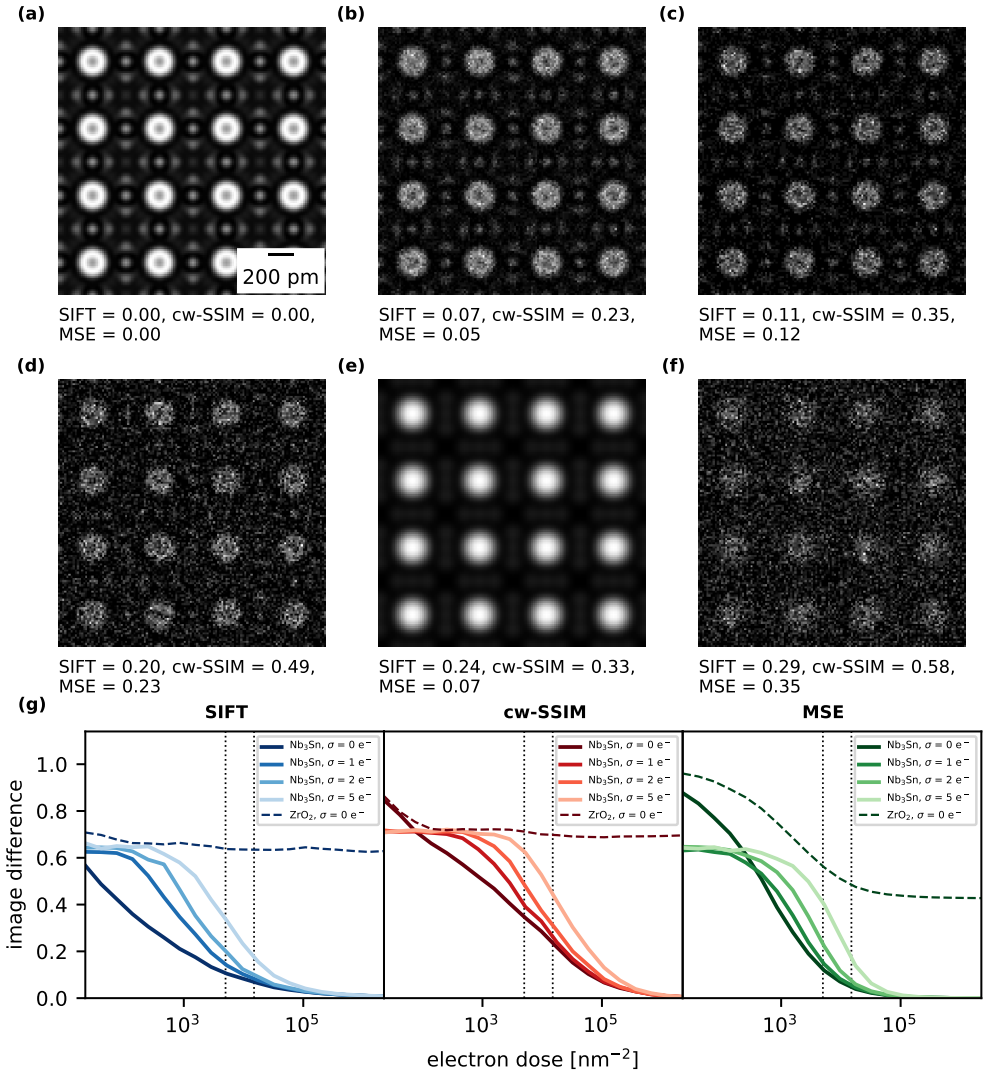 (a)
(b)
(c)
200 pm
SIFT = 0.00, cw-SSIM = 0.00,
MSE = 0.00
SIFT = 0.07, cw-SSIM = 0.23,
MSE = 0.05
SIFT = 0.11, cw-SSIM = 0.35,
MSE = 0.12
(d)
(e)
(f)
SIFT = 0.20, cw-SSIM = 0.49,
MSE = 0.23
SIFT = 0.24, cw-SSIM = 0.33,
MSE = 0.07
SIFT = 0.29, cw-SSIM = 0.58,
MSE = 0.35
(g)
SIFT
cw-SSIM
MSE
Nb₃Sn, σ = 0 e⁻
Nb₃Sn, σ = 1 e⁻
Nb₃Sn, σ = 2 e⁻
Nb₃Sn, σ = 5 e⁻
ZrO₂, σ = 0 e⁻
Nb₃Sn, σ = 0 e⁻
Nb₃Sn, σ = 1 e⁻
Nb₃Sn, σ = 2 e⁻
Nb₃Sn, σ = 5 e⁻
ZrO₂, σ = 0 e⁻
Nb₃Sn, σ = 0 e⁻
Nb₃Sn, σ = 1 e⁻
Nb₃Sn, σ = 2 e⁻
Nb₃Sn, σ = 5 e⁻
ZrO₂, σ = 0 e⁻
image difference
1.0
0.8
0.6
0.4
0.2
0.0
10³
10⁵
10³
10⁵
10³
10⁵
electron dose [nm⁻²]